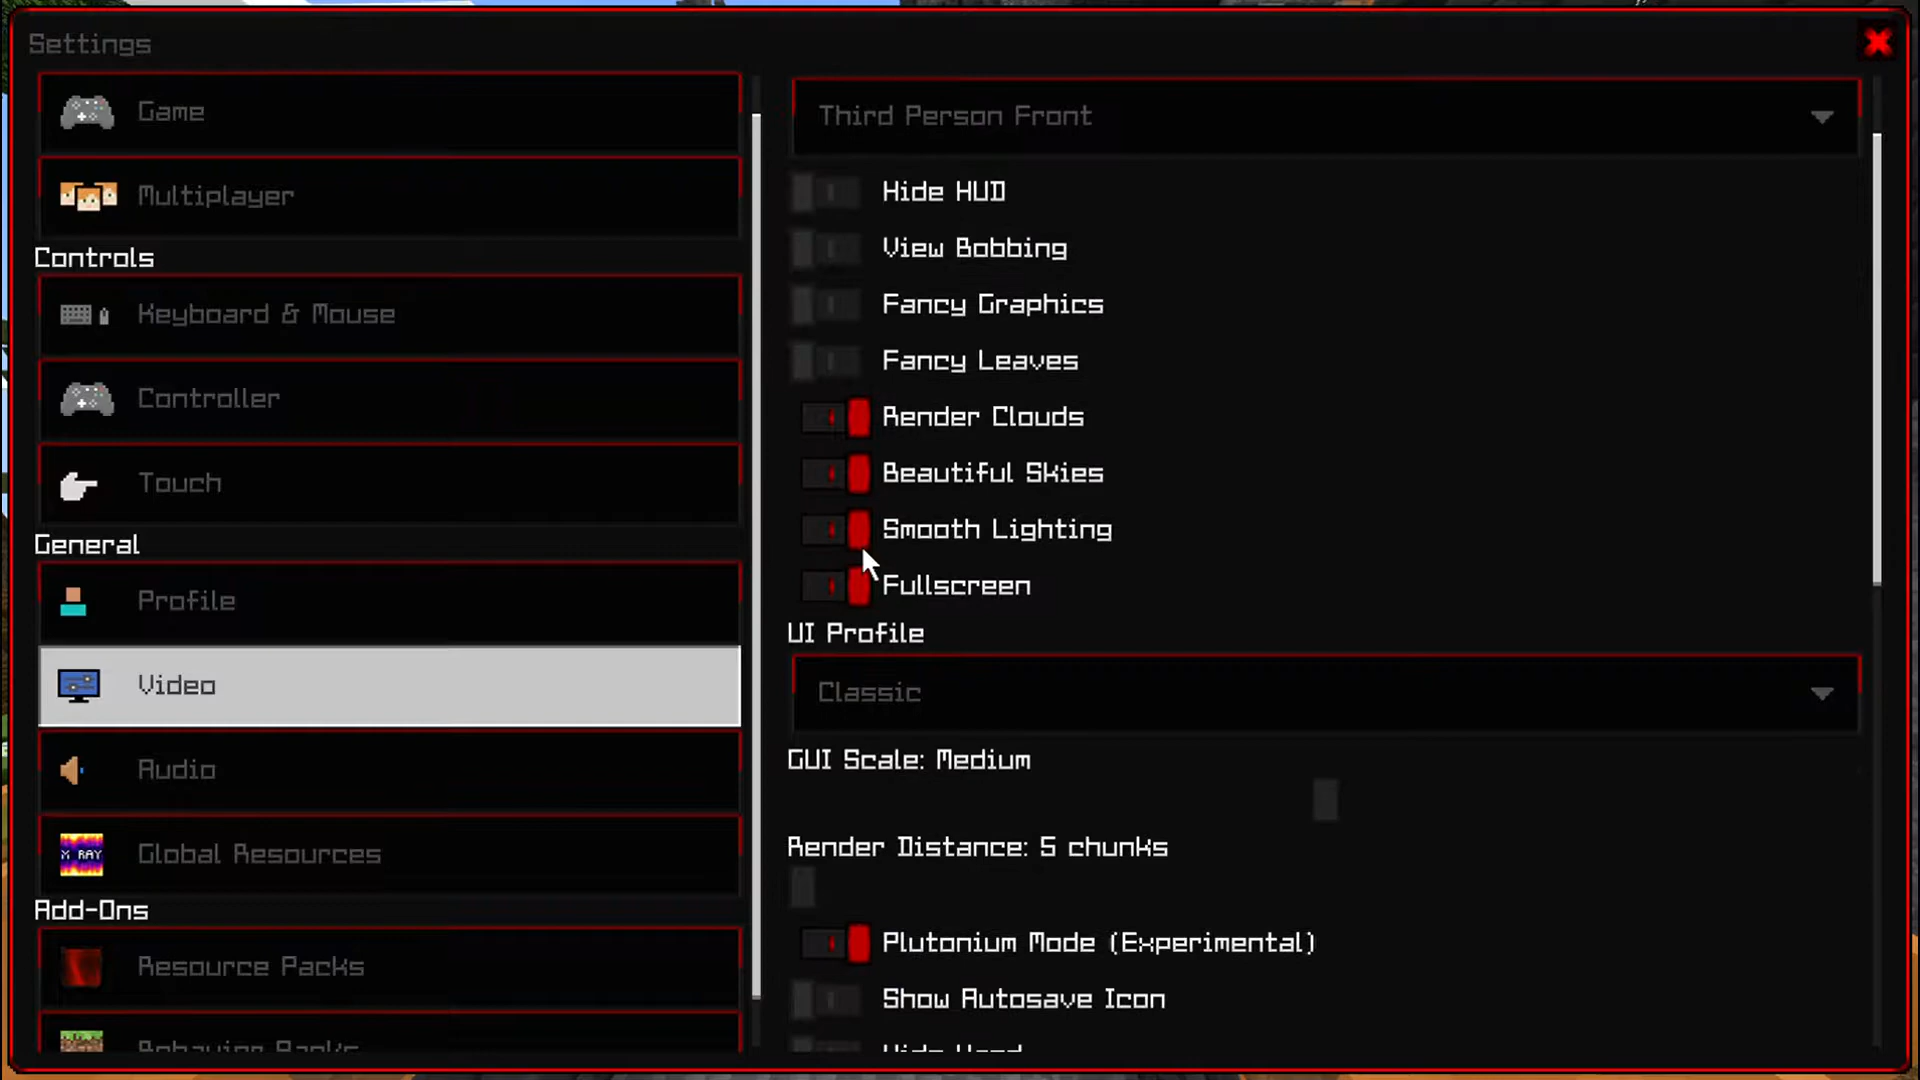 Settings
Game
Multiplayer
Controls
Keyboard & Mouse
Controller
Touch
General
Profile
Video
Audio
X RAY
Global Resources
Add-Ons
Resource Packs
Third Person Front
Hide HUD
View Bobbing
Fancy Graphics
Fancy Leaves
Render Clouds
Beautiful Skies
Smooth Lighting
Fullscreen
UI Profile
Classic
GUI Scale: Medium
Render Distance: 5 chunks
Plutonium Mode (Experimental)
Show Autosave Icon